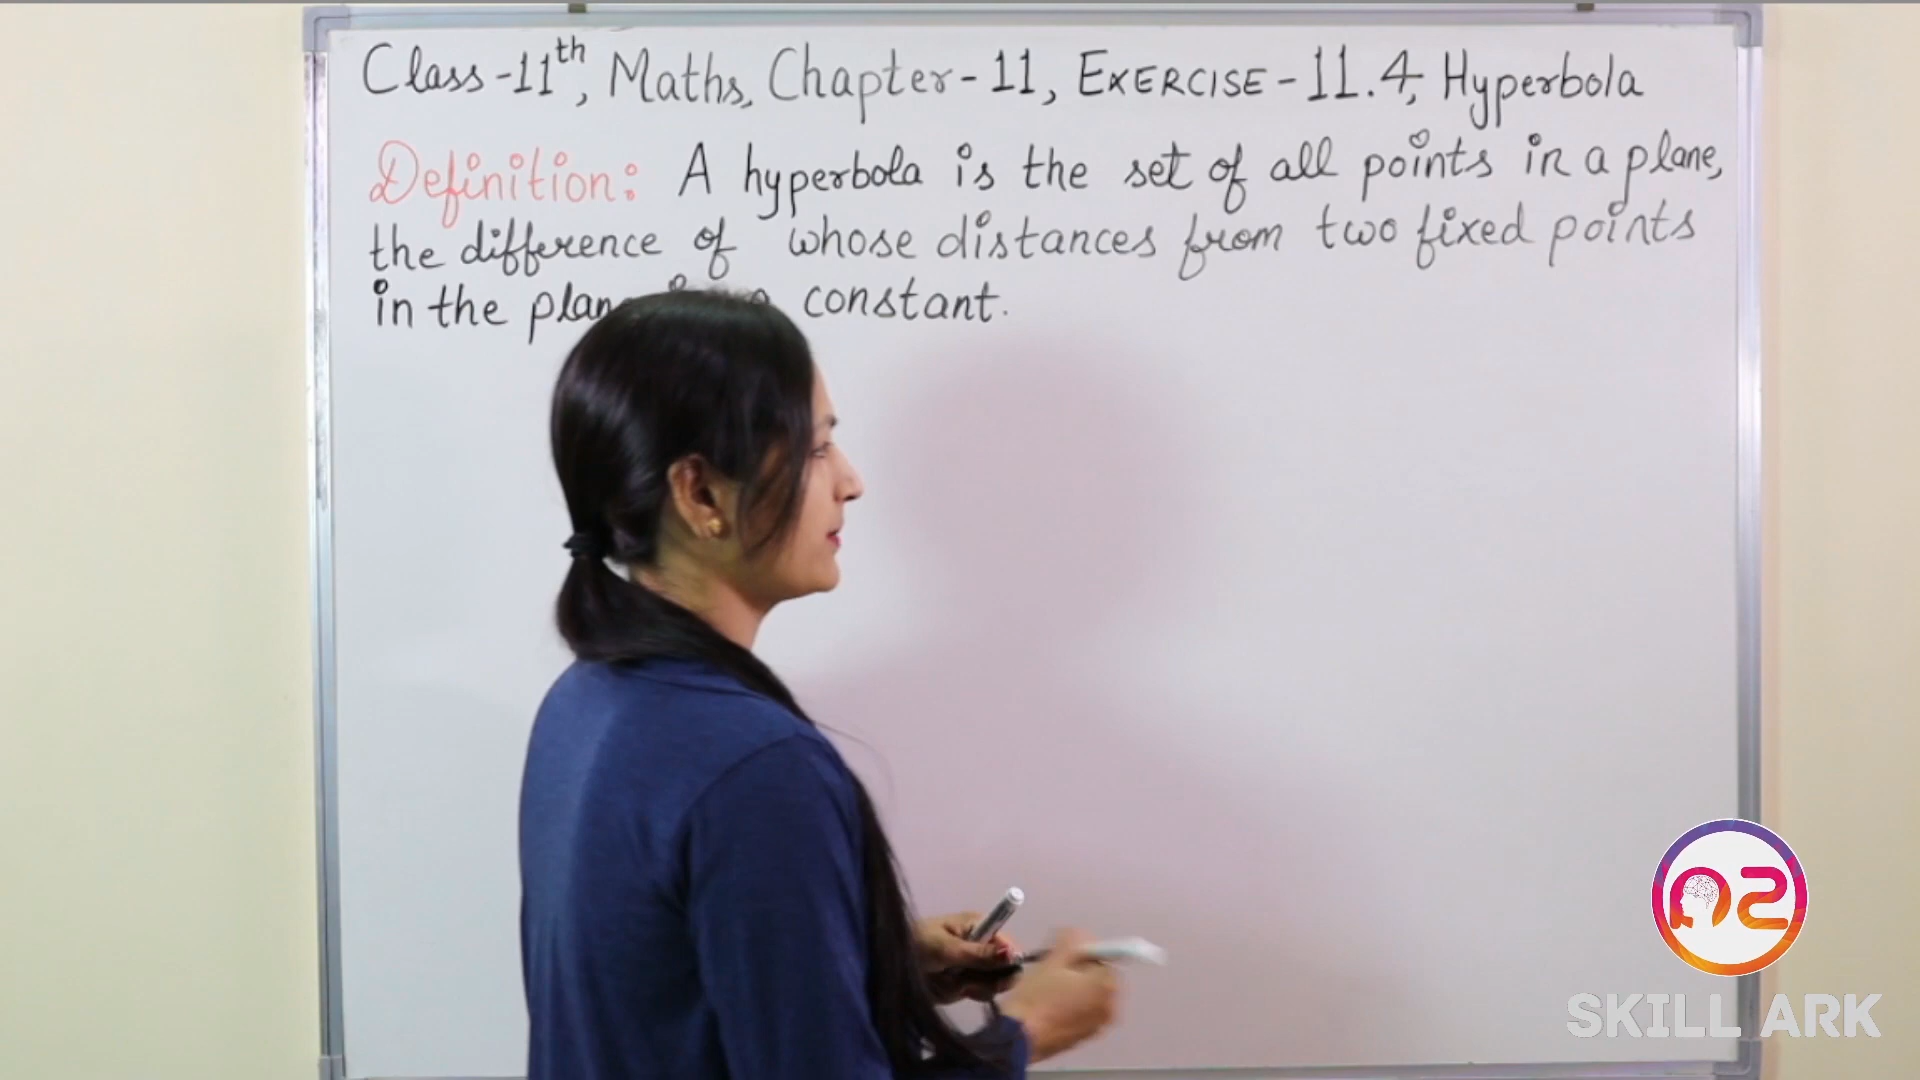 Class-11th, Maths, Chapter-11, EXERCISE-11.4, Hyperbola
Definition: A hyperbola is the set of all points in a plane,
the difference of whose distances from two fixed points
in the constant.
SKILL ARK